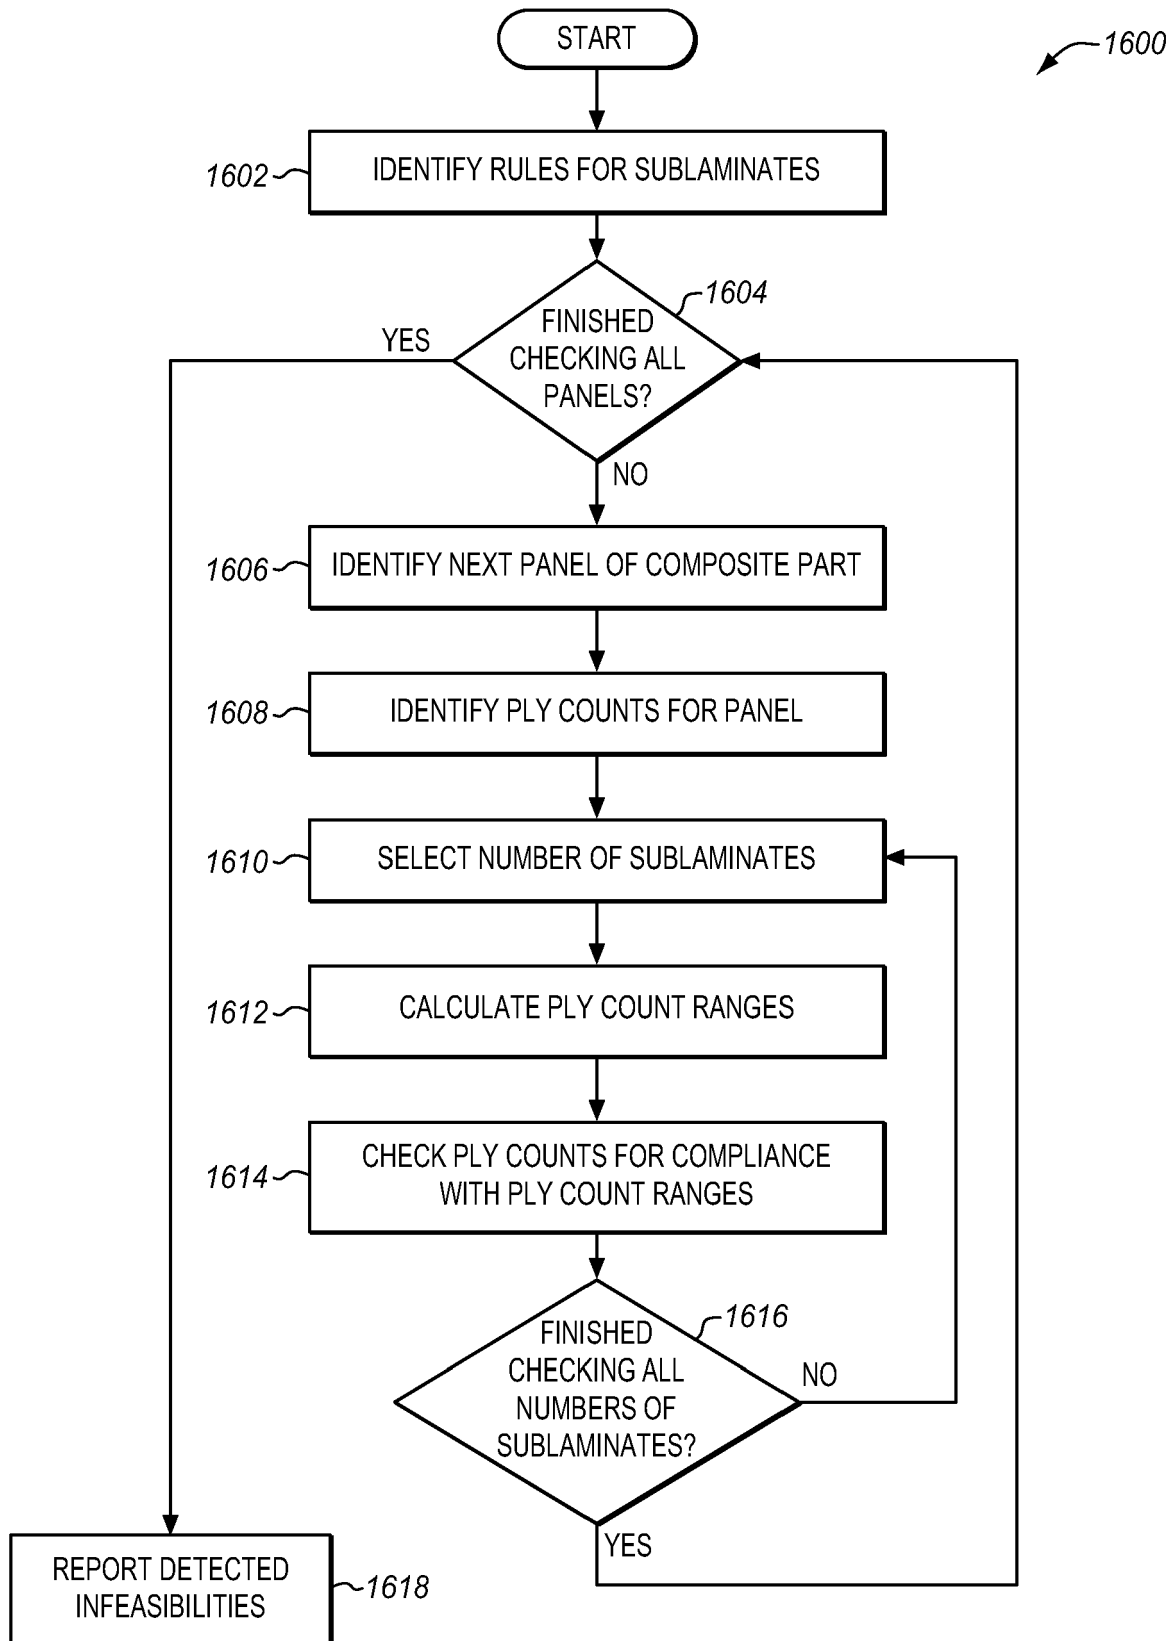 START
1600
1602
IDENTIFY RULES FOR SUBLAMINATES
1604
FINISHED
CHECKING ALL
PANELS?
YES
NO
1606
IDENTIFY NEXT PANEL OF COMPOSITE PART
1608
IDENTIFY PLY COUNTS FOR PANEL
1610
SELECT NUMBER OF SUBLAMINATES
1612
CALCULATE PLY COUNT RANGES
1614
CHECK PLY COUNTS FOR COMPLIANCE
WITH PLY COUNT RANGES
1616
FINISHED
CHECKING ALL
NUMBERS OF
SUBLAMINATES?
NO
YES
REPORT DETECTED
INFEASIBILITIES
1618